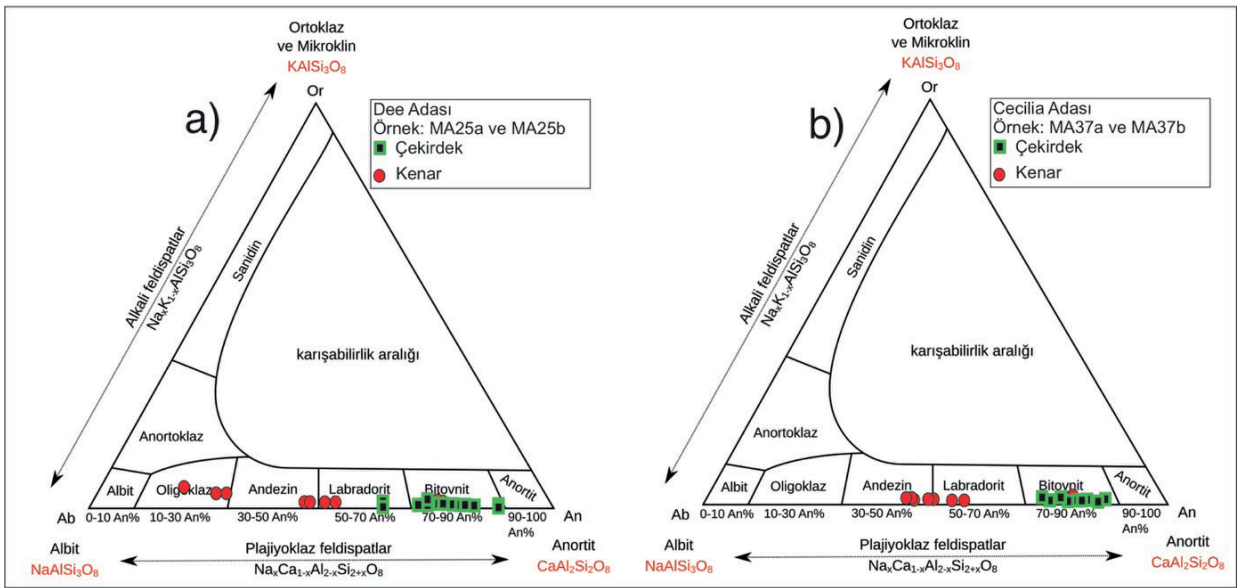 a)
Ortoklaz
ve Mikroklin
KAlSi₃O₈
Or
Dee Adası
Örnek: MA25a ve MA25b
Çekirdek
Kenar
Alkali feldispatlar
NaₓK₁₋ₓAlSi₃O₈
Sanidin
karışabilirlik aralığı
Anortoklaz
Albit
Oligoklaz
Andezin
Labradorit
Bitovnit
Anortit
Ab
0-10 An%
10-30 An%
30-50 An%
50-70 An%
70-90 An%
90-100
An%
An
Albit
NaAlSi₃O₈
Plajiyoklaz feldispatlar
NaₓCa₁₋ₓAl₂₋ₓSi₂₊ₓO₈
Anortit
CaAl₂Si₂O₈
b)
Ortoklaz
ve Mikroklin
KAlSi₃O₈
Or
Cecilia Adası
Örnek: MA37a ve MA37b
Çekirdek
Kenar
Alkali feldispatlar
NaₓK₁₋ₓAlSi₃O₈
Sanidin
karışabilirlik aralığı
Anortoklaz
Albit
Oligoklaz
Andezin
Labradorit
Bitovnit
Anortit
Ab
0-10 An%
10-30 An%
30-50 An%
50-70 An%
70-90 An%
90-100
An%
An
Albit
NaAlSi₃O₈
Plajiyoklaz feldispatlar
NaₓCa₁₋ₓAl₂₋ₓSi₂₊ₓO₈
Anortit
CaAl₂Si₂O₈